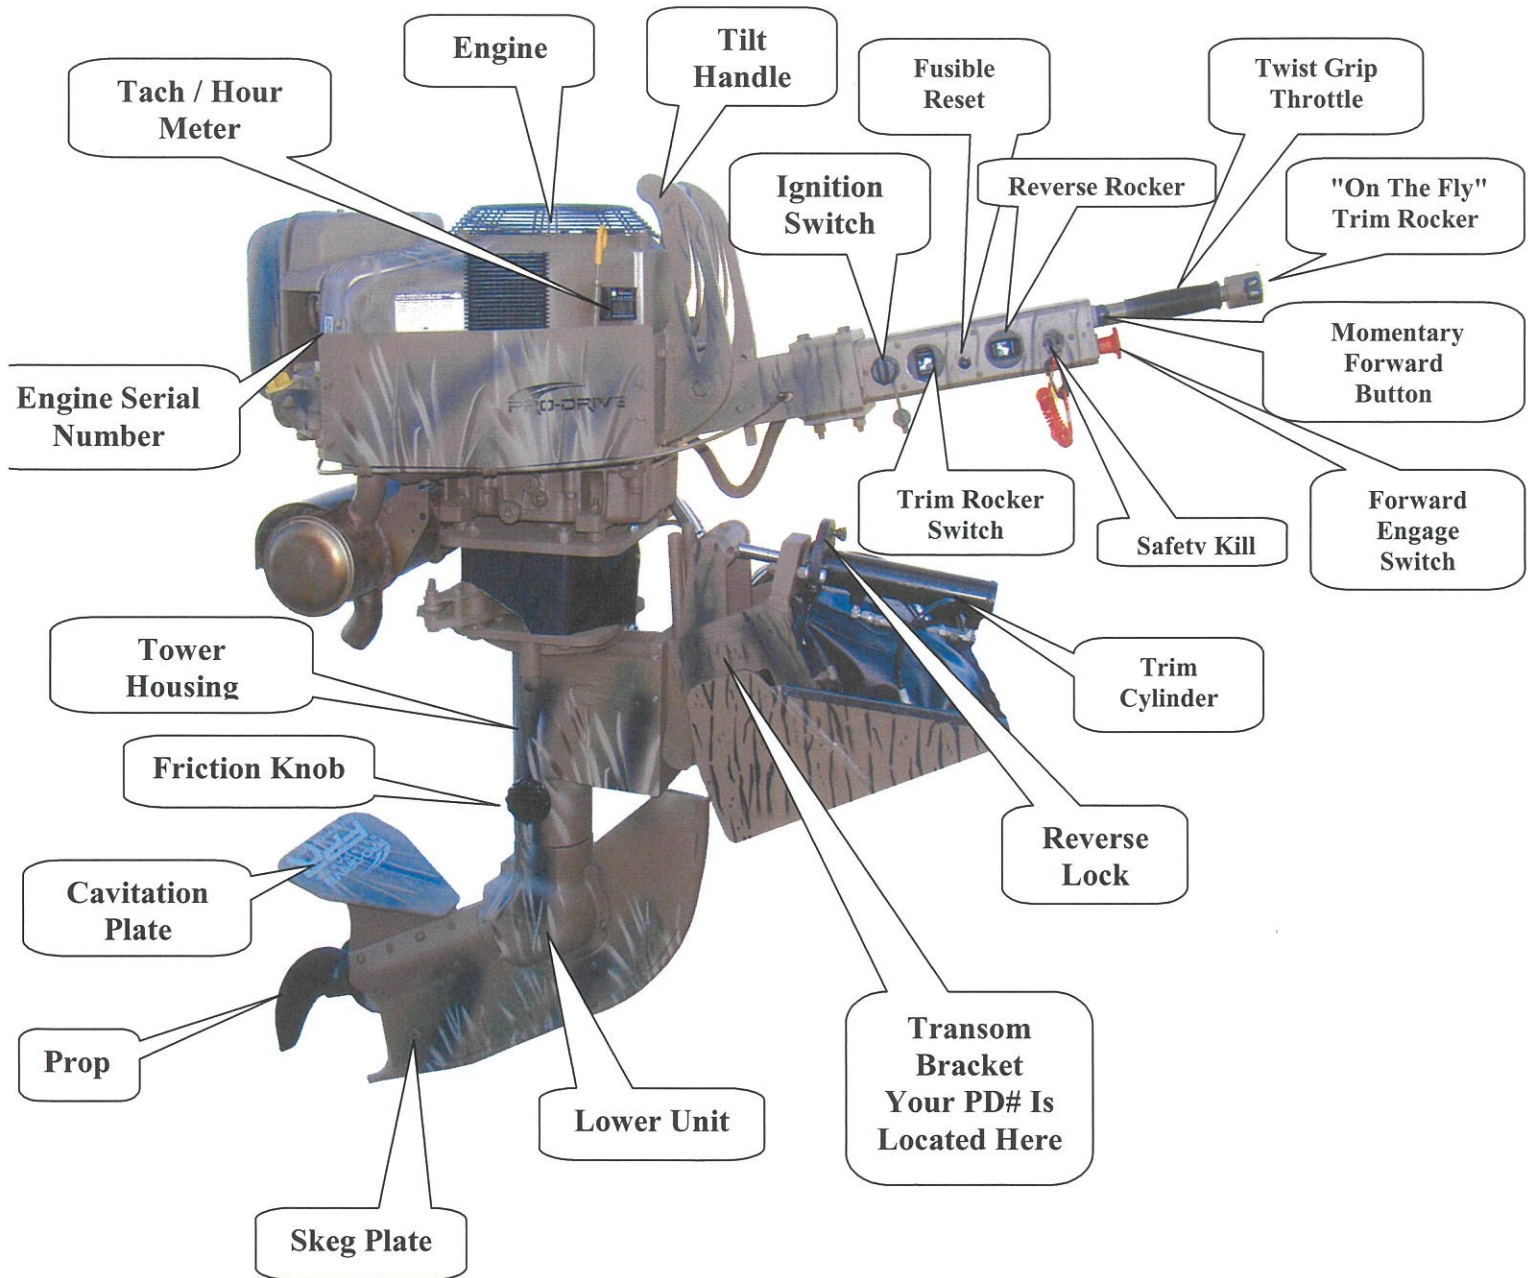 Engine
Tilt
Handle
Tach / Hour
Meter
Fusible
Reset
Twist Grip
Throttle
Ignition
Switch
Reverse Rocker
"On The Fly"
Trim Rocker
Momentary
Forward
Button
Engine Serial
Number
PRO-DRIVE
Trim Rocker
Switch
Safety Kill
Forward
Engage
Switch
Tower
Housing
Trim
Cylinder
Friction Knob
Reverse
Lock
Cavitation
Plate
Prop
Transom
Bracket
Your PD# Is
Located Here
Lower Unit
Skeg Plate